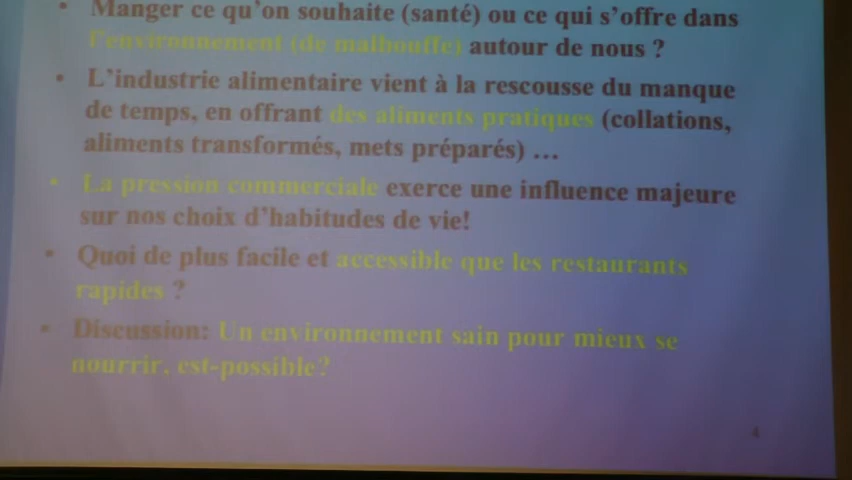 • Manger ce qu'on souhaite (santé) ou ce qui s'offre dans
l'environnement (de malbouffe) autour de nous ?
• L'industrie alimentaire vient à la rescousse du manque
de temps, en offrant des aliments pratiques (collations,
aliments transformés, mets préparés) …
• La pression commerciale exerce une influence majeure
sur nos choix d'habitudes de vie!
• Quoi de plus facile et accessible que les restaurants
rapides ?
• Discussion: Un environnement sain pour mieux se
nourrir, est-possible?
4